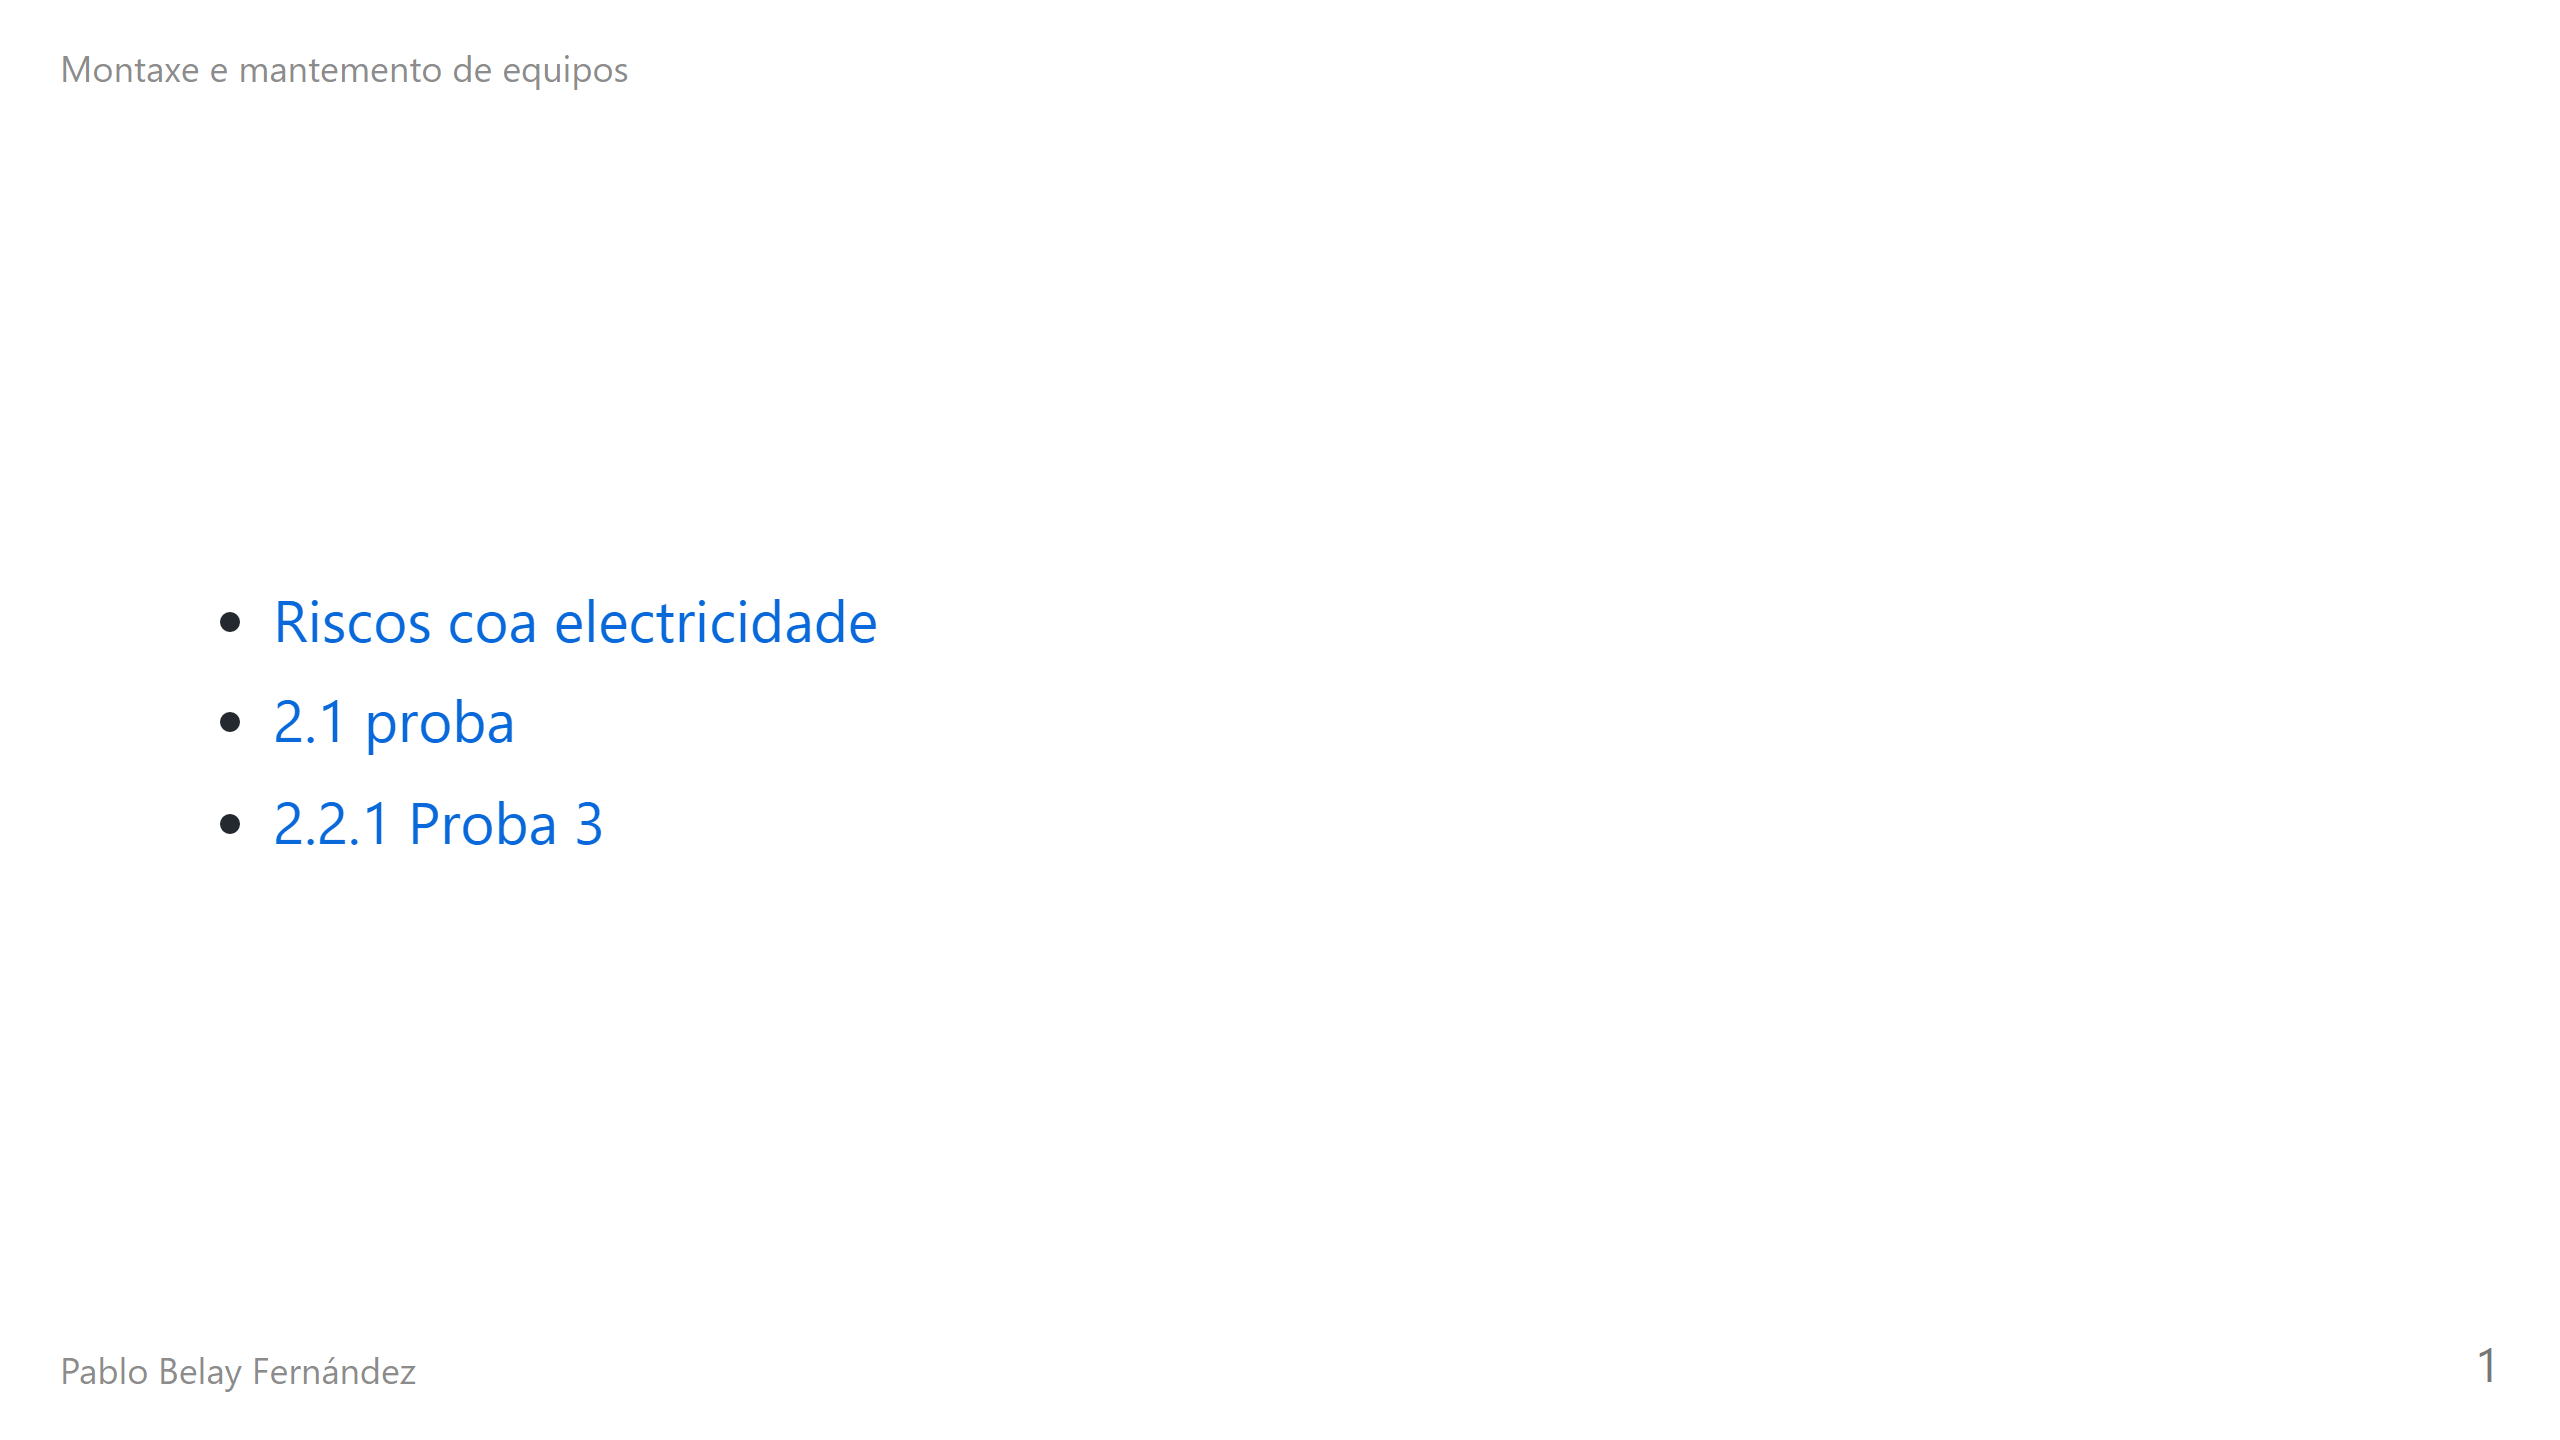 Montaxe e mantemento de equipos
Riscos coa electricidade
2.1 proba
2.2.1 Proba 3
Pablo Belay Fernández
1